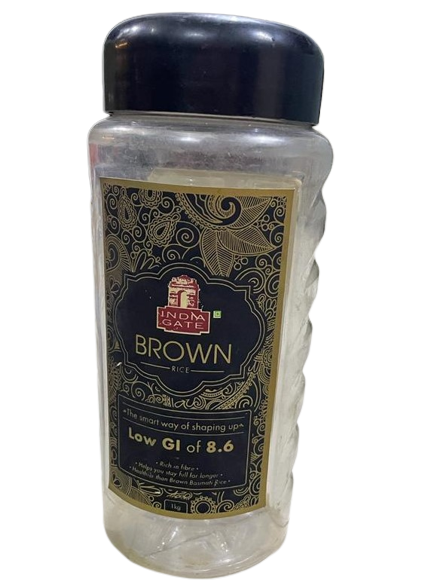 INDIA
GATE
BROWN
RICE
The smart way of shaping up
Low GI of 8.6
• Rich in fibre •
• Helps you stay full for longer •
• Healthier than Brown Basmati Rice •
1kg